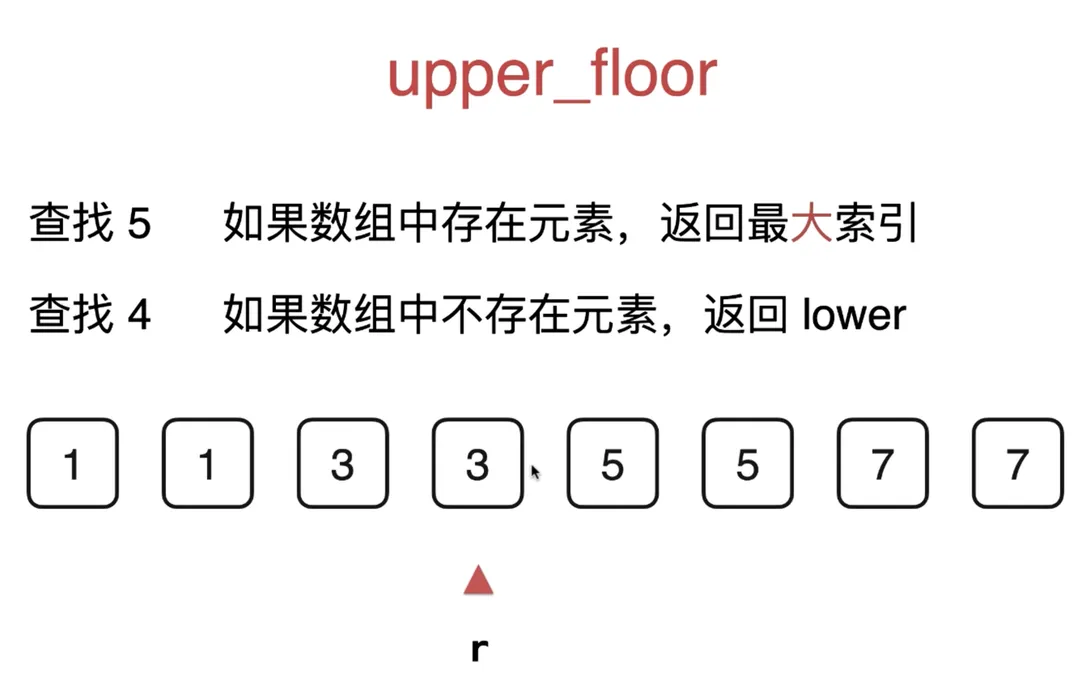 upper_floor
查找 5 如果数组中存在元素，返回最大索引
查找 4 如果数组中不存在元素，返回 lower
1 1 3 3 5 5 7 7
r